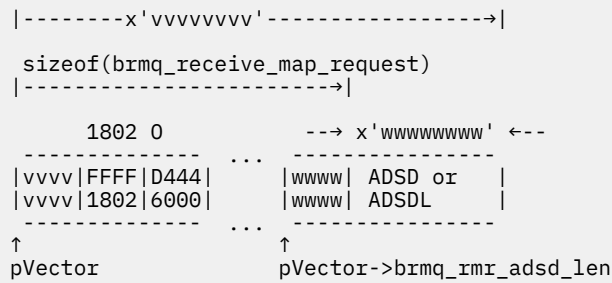 |--------x'vvvvvvvv'-----------------→|
sizeof(brmq_receive_map_request)
|------------------------→|
1802 O --→ x'wwwwwwww' ←--
--------------- ... ----------------
|vvvv|FFFF|D444| |wwww| ADSD or |
|vvvv|1802|6000| |wwww| ADSDL |
--------------- ... ----------------
↑ ↑
pVector pVector->brmq_rmr_adsd_len